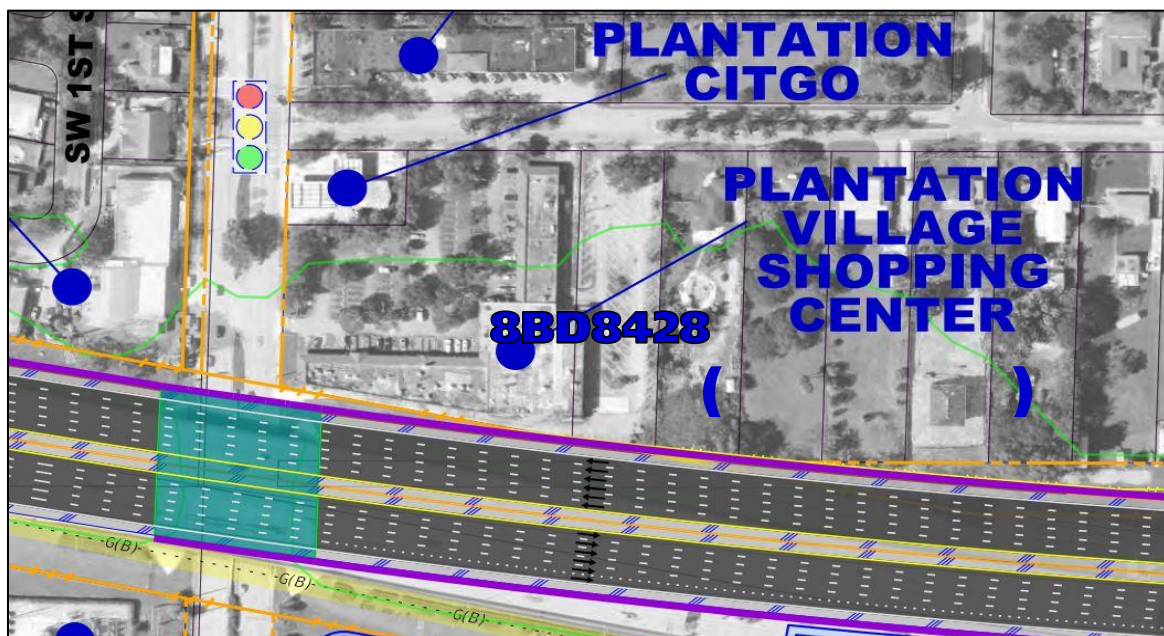 SW 1ST S
PLANTATION
CITGO
PLANTATION
VILLAGE
SHOPPING
CENTER
8BD8428
( )
G(B)
G(B)
G(B)